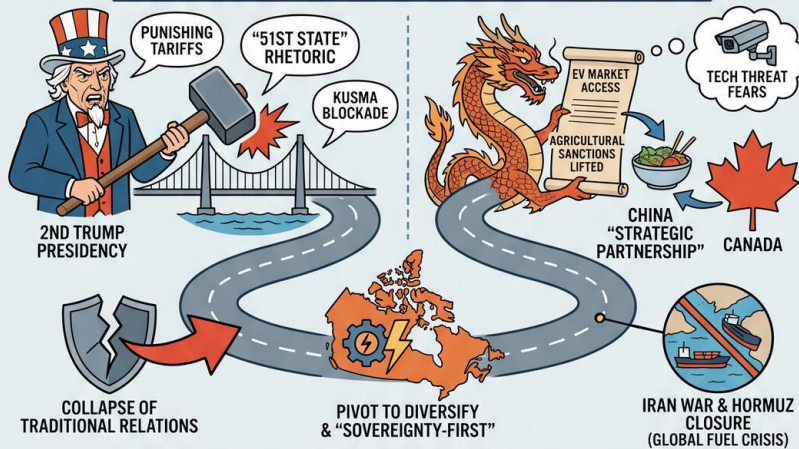 PUNISHING
TARIFFS
"51ST STATE"
RHETORIC
KUSMA
BLOCKADE
2ND TRUMP
PRESIDENCY
EV MARKET
ACCESS
AGRICULTURAL
SANCTIONS
LIFTED
TECH THREAT
FEARS
CHINA
"STRATEGIC
PARTNERSHIP"
CANADA
COLLAPSE OF
TRADITIONAL RELATIONS
PIVOT TO DIVERSIFY
& "SOVEREIGNTY-FIRST"
IRAN WAR & HORMUZ
CLOSURE
(GLOBAL FUEL CRISIS)